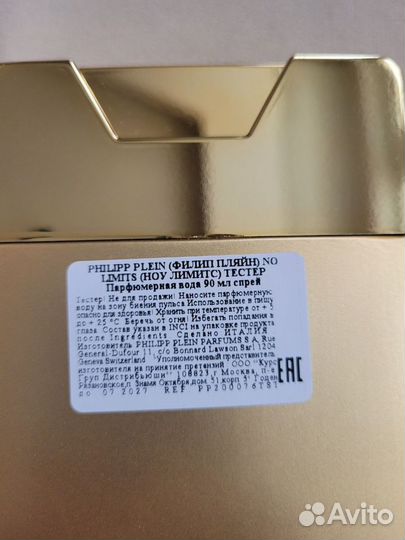 PHILIPP PLEIN (ФИЛИП ПЛЯЙН) NO
LIMITS (НОУ ЛИМИТС) ТЕСТЕР
Парфюмерная вода 90 мл спрей
Тестер! Не для продажи! Наносите парфюмерную
воду на зону биения пульса Использование в пищу
опасно для здоровья! Хранить при температуре от + 5
до + 25 °С Беречь от огня! Избегать попадания в
глаза. Состав указан в INCI на упаковке продукта
после Ingredients Сделано ИТАЛИЯ
Изготовитель PHILIPP PLEIN PARFUMS S.A. Rue
General-Dufour 11, c/o Bonnard Lawson Sarl 1204
Geneva Switzerland Уполномоченный представитель
изготовителя на принятие претензий ООО "Курс
Груп Дистрибьюшн" 109823, г Москва, п-е
Рязановское, п Знамя Октября, дом 31, корп 3! Годен
до 07.2027 REF PP200076TS1
EAC
Avito